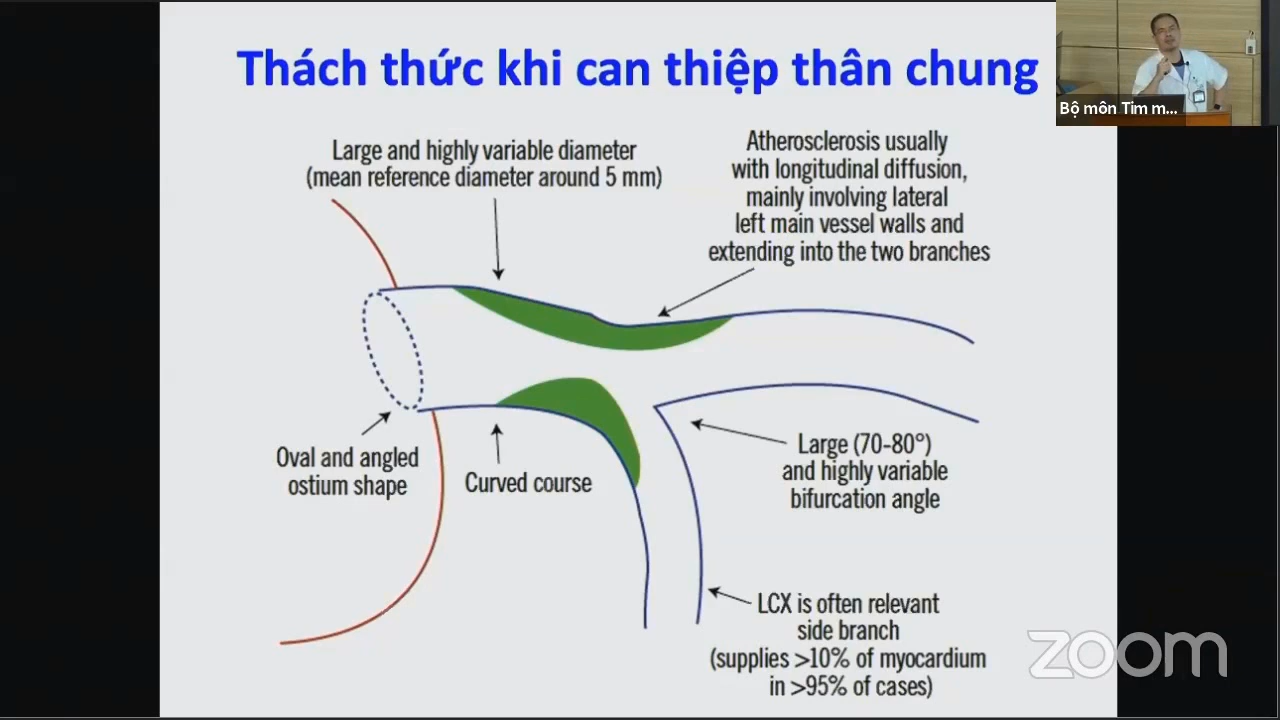 Thách thức khi can thiệp thân chung
Bộ môn Tim m...
Large and highly variable diameter
(mean reference diameter around 5 mm)
Atherosclerosis usually
with longitudinal diffusion,
mainly involving lateral
left main vessel walls and
extending into the two branches
Oval and angled
ostium shape
Curved course
Large (70-80°)
and highly variable
bifurcation angle
LCX is often relevant
side branch
(supplies >10% of myocardium
in >95% of cases)
zoom